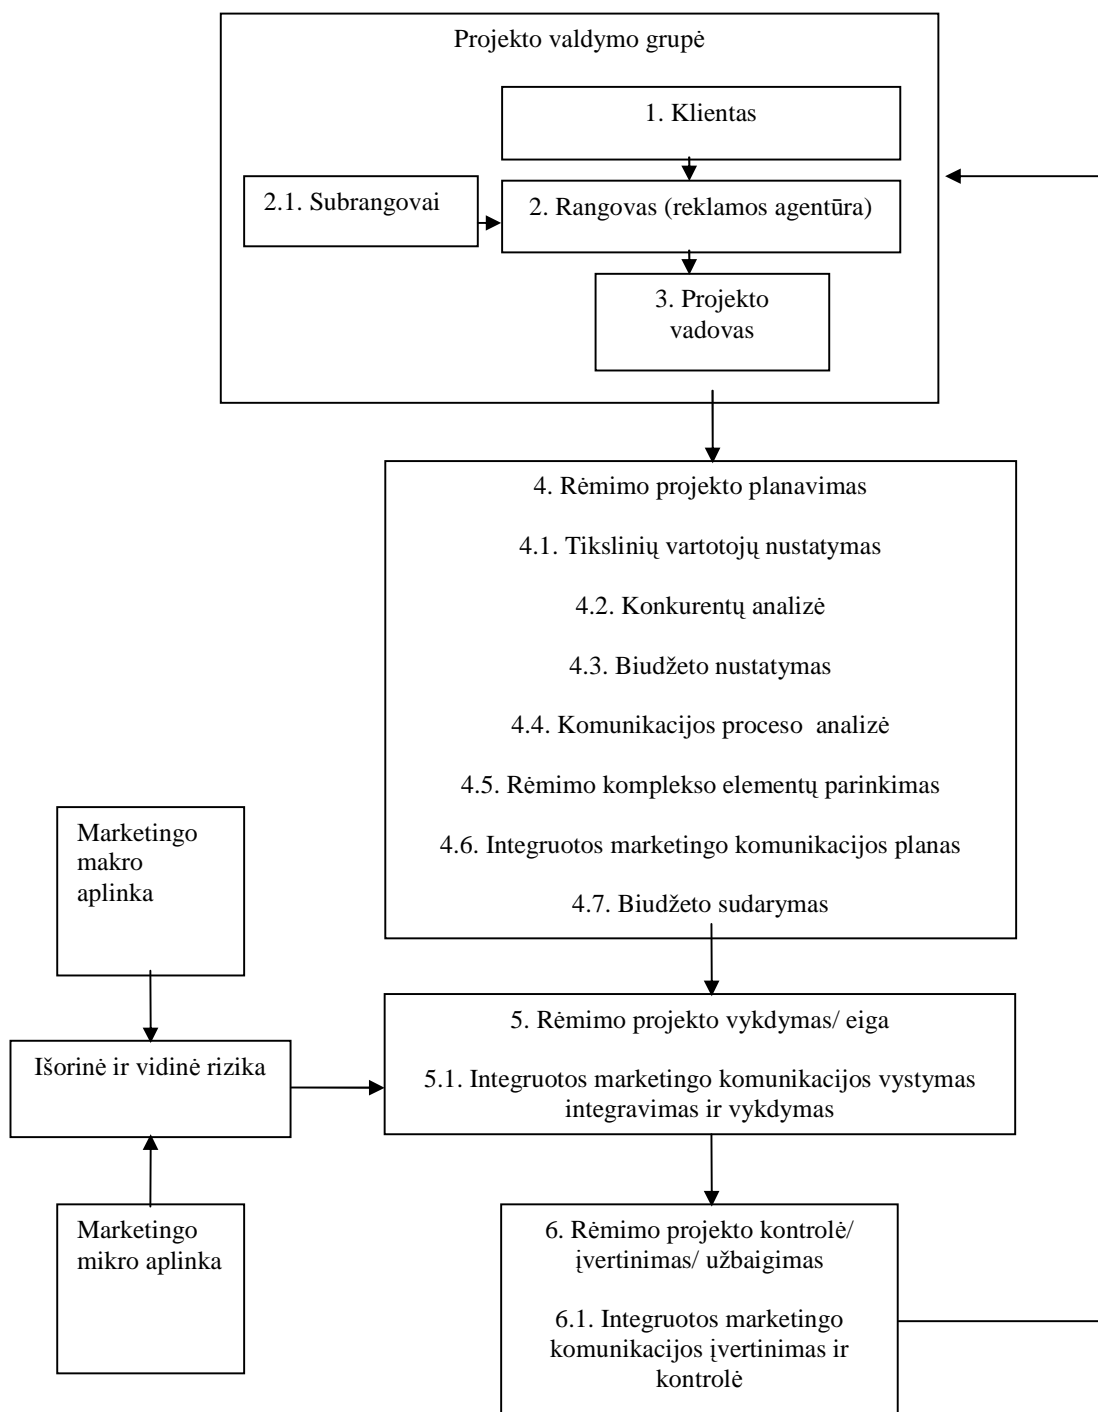 Projekto valdymo grupė
1. Klientas
2.1. Subrangovai
2. Rangovas (reklamos agentūra)
3. Projekto
vadovas
4. Rėmimo projekto planavimas
4.1. Tikslinių vartotojų nustatymas
4.2. Konkurentų analizė
4.3. Biudžeto nustatymas
4.4. Komunikacijos proceso analizė
4.5. Rėmimo komplekso elementų parinkimas
4.6. Integruotos marketingo komunikacijos planas
4.7. Biudžeto sudarymas
Marketingo
makro
aplinka
Išorinė ir vidinė rizika
5. Rėmimo projekto vykdymas/ eiga
5.1. Integruotos marketingo komunikacijos vystymas
integravimas ir vykdymas
Marketingo
mikro aplinka
6. Rėmimo projekto kontrolė/
įvertinimas/ užbaigimas
6.1. Integruotos marketingo
komunikacijos įvertinimas ir
kontrolė